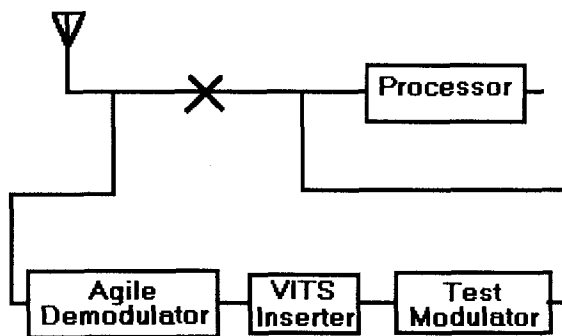 Processor
Agile
Demodulator
VITS
Inserter
Test
Modulator